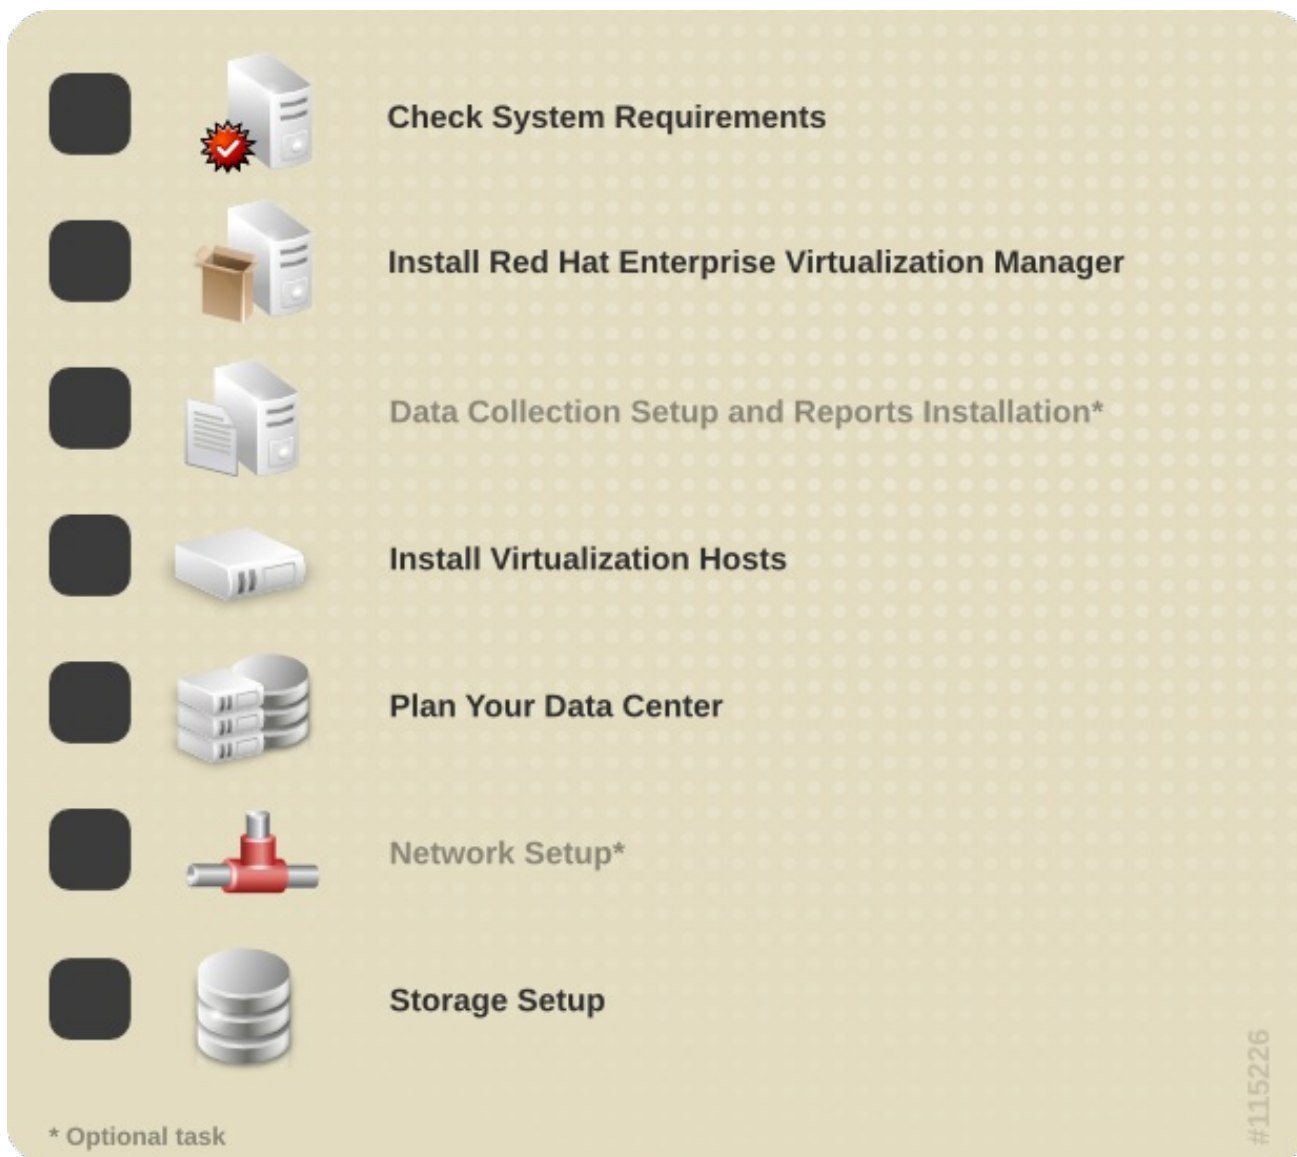 Check System Requirements
Install Red Hat Enterprise Virtualization Manager
Data Collection Setup and Reports Installation*
Install Virtualization Hosts
Plan Your Data Center
Network Setup*
Storage Setup
* Optional task
#115226